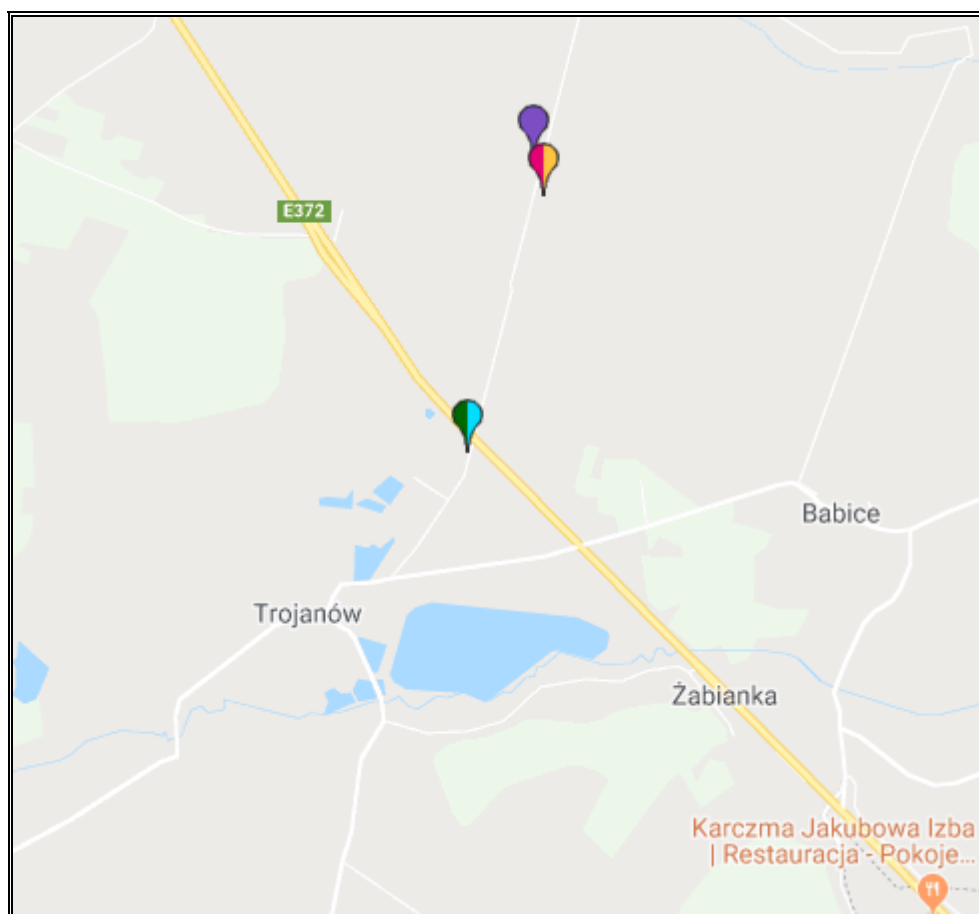 E372
Babice
Trojanów
Żabianka
Karczma Jakubowa Izba
| Restauracja - Pokoje...